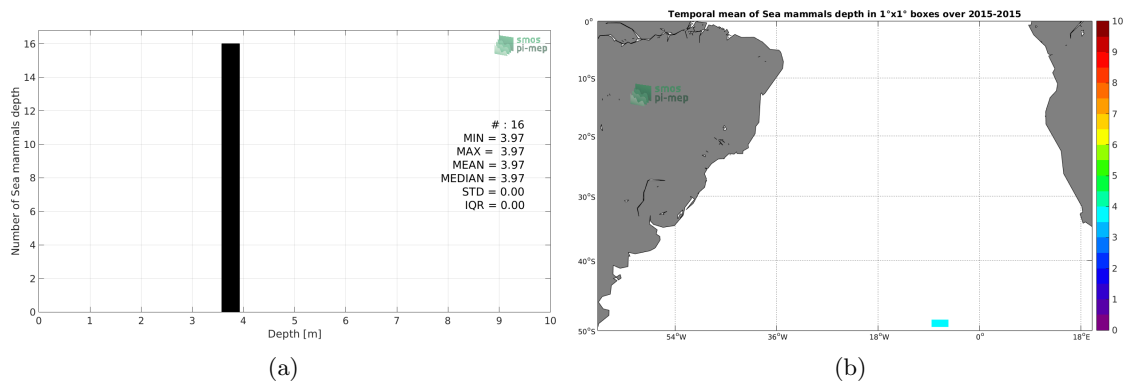 smos
pi-mep
Number of Sea mammals depth
16
14
12
10
8
6
4
2
0
# : 16
MIN = 3.97
MAX = 3.97
MEAN = 3.97
MEDIAN = 3.97
STD = 0.00
IQR = 0.00
0 1 2 3 4 5 6 7 8 9 10
Depth [m]
(a)
Temporal mean of Sea mammals depth in 1°x1° boxes over 2015-2015
smos
pi-mep
0°
10°S
20°S
30°S
40°S
50°S
54°W 36°W 18°W 0° 18°E
10
9
8
7
6
5
4
3
2
1
0
(b)